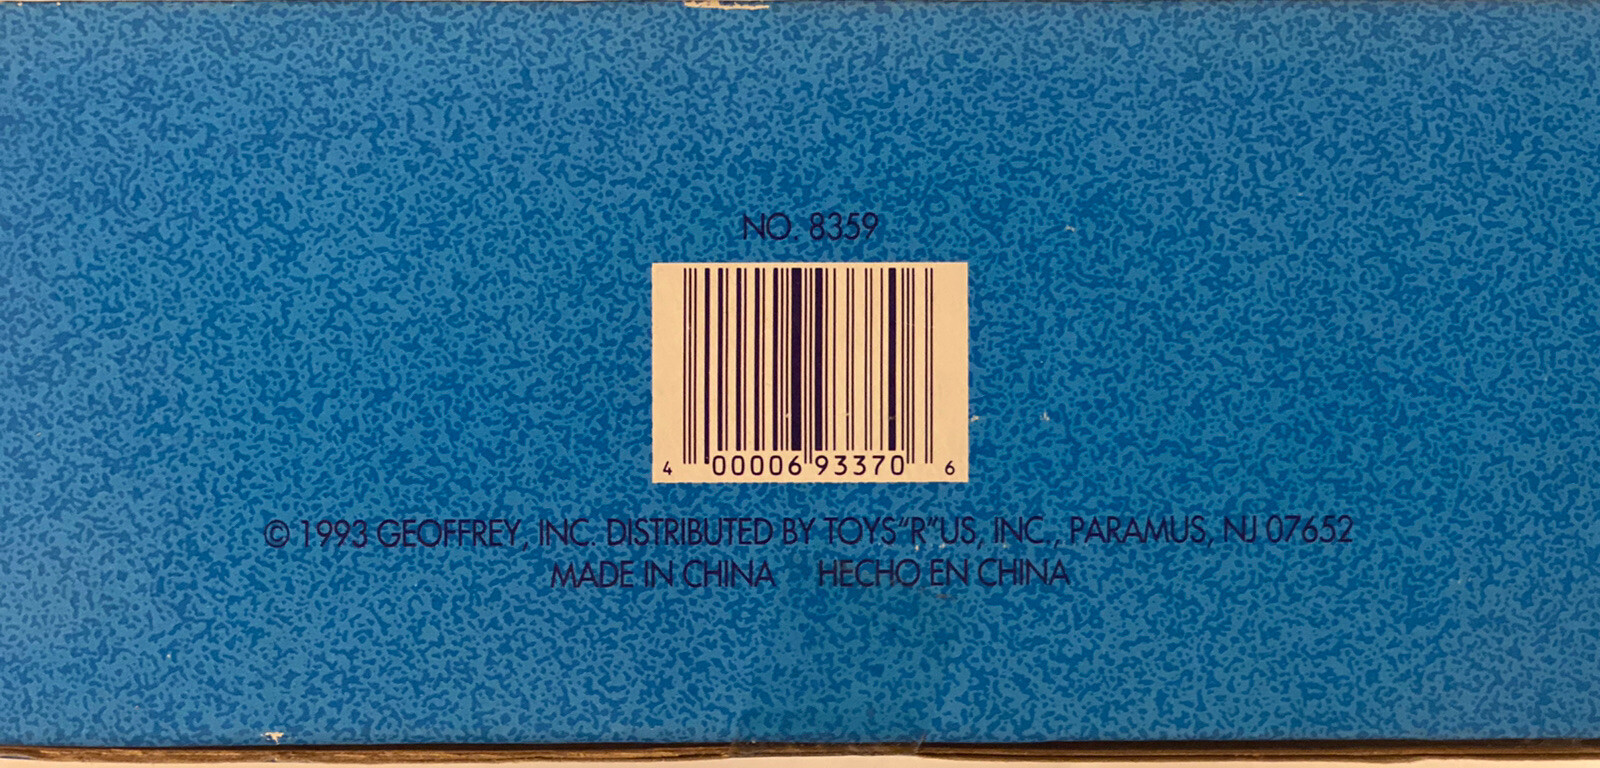 NO. 8359
4 00006 93370 6
© 1993 GEOFFREY, INC. DISTRIBUTED BY TOYS“R”US, INC., PARAMUS, NJ 07652
MADE IN CHINA HECHO EN CHINA